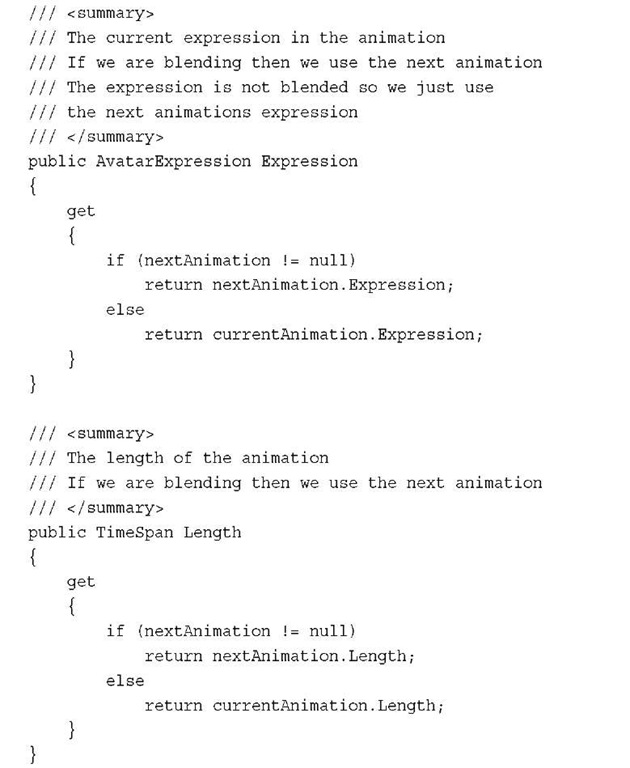 /// <summary>
/// The current expression in the animation
/// If we are blending then we use the next animation
/// The expression is not blended so we just use
/// the next animations expression
/// </summary>
public AvatarExpression Expression
{
    get
    {
        if (nextAnimation != null)
            return nextAnimation.Expression;
        else
            return currentAnimation.Expression;
    }
}

/// <summary>
/// The length of the animation
/// If we are blending then we use the next animation
/// </summary>
public TimeSpan Length
{
    get
    {
        if (nextAnimation != null)
            return nextAnimation.Length;
        else
            return currentAnimation.Length;
    }
}